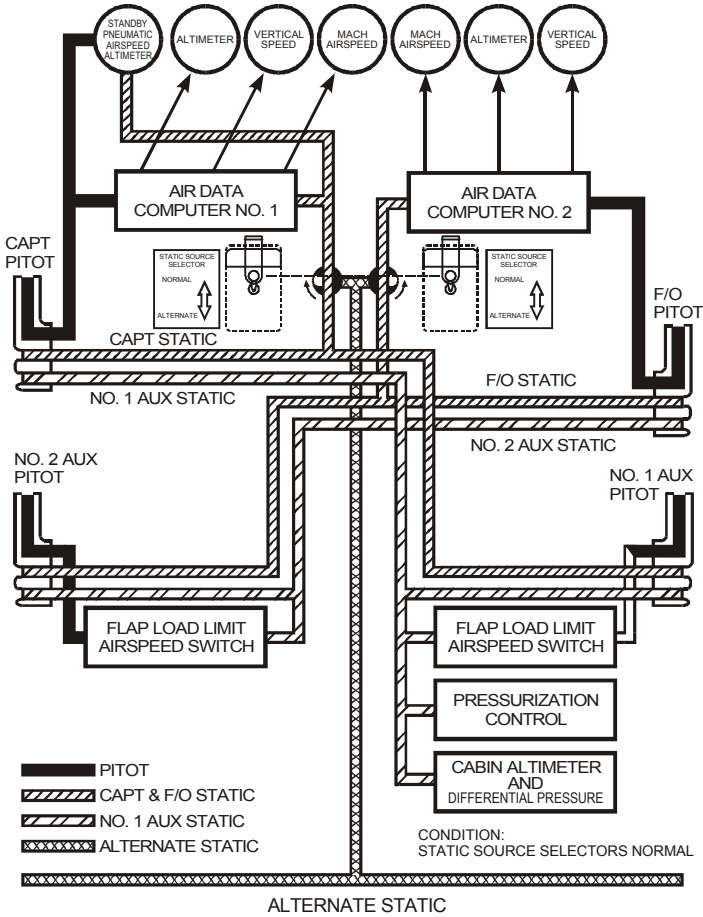 STANDBY
PNEUMATIC
AIRSPEED
ALTIMETER
ALTIMETER
VERTICAL
SPEED
MACH
AIRSPEED
MACH
AIRSPEED
ALTIMETER
VERTICAL
SPEED
AIR DATA
COMPUTER NO. 1
AIR DATA
COMPUTER NO. 2
CAPT
PITOT
STATIC SOURCE
SELECTOR
NORMAL
ALTERNATE
STATIC SOURCE
SELECTOR
NORMAL
ALTERNATE
F/O
PITOT
CAPT STATIC
F/O STATIC
NO. 1 AUX STATIC
NO. 2 AUX STATIC
NO. 2 AUX
PITOT
NO. 1 AUX
PITOT
FLAP LOAD LIMIT
AIRSPEED SWITCH
FLAP LOAD LIMIT
AIRSPEED SWITCH
PRESSURIZATION
CONTROL
CABIN ALTIMETER
AND
DIFFERENTIAL PRESSURE
PITOT
CAPT & F/O STATIC
NO. 1 AUX STATIC
ALTERNATE STATIC
CONDITION:
STATIC SOURCE SELECTORS NORMAL
ALTERNATE STATIC